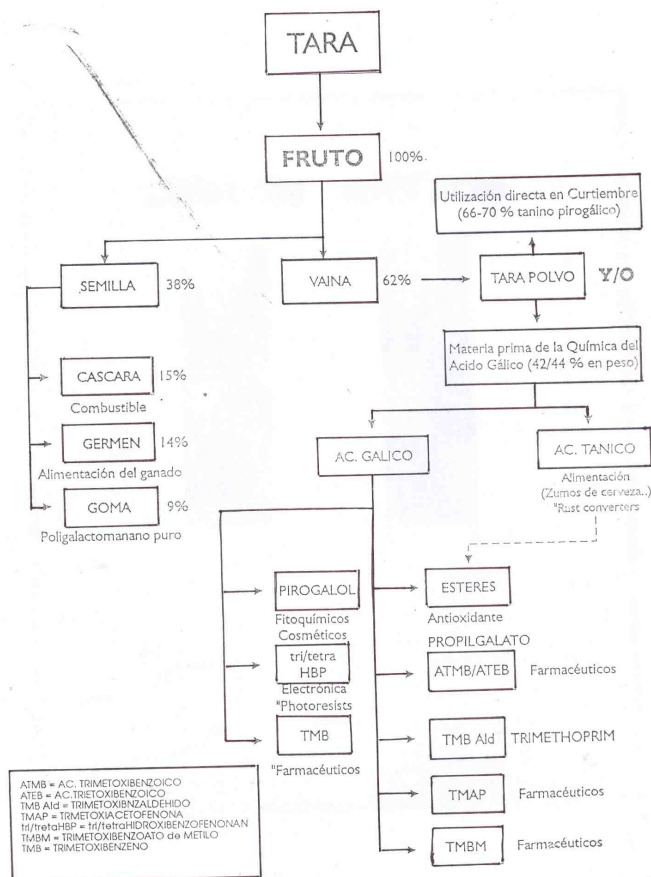 TARA
FRUTO 100%
Utilización directa en Curtiembre
(66-70 % tanino pirogálico)
SEMILLA 38%
VAINA 62%
TARA POLVO Y/O
Materia prima de la Química del
Acido Gálico (42/44 % en peso)
CASCARA 15%
Combustible
GERMEN 14%
Alimentación del ganado
GOMA 9%
Poligalactomanano puro
AC. GALICO
AC. TANICO
Alimentación
(Zumos de cerveza..)
"Rust converters
PIROGALOL
Fitoquímicos
Cosméticos
tri/tetra
HBP
Electrónica
"Photoresists
TMB
"Farmacéuticos
ESTERES
Antioxidante
PROPILGALATO
ATMB/ATEB Farmacéuticos
TMB Ald TRIMETHOPRIM
TMAP Farmacéuticos
TMBM Farmacéuticos
ATMB = AC. TRIMETOXIBENZOICO
ATEB = AC.TRIETOXIBENZOICO
TMB Ald = TRIMETOXIBNZALDEHIDO
TMAP = TRMETOXIACETOFENONA
tri/tretaHBP = tri/tetraHIDROXIBENZOFENONAN
TMBM = TRIMETOXIBENZOATO de METILO
TMB = TRIMETOXIBENZENO